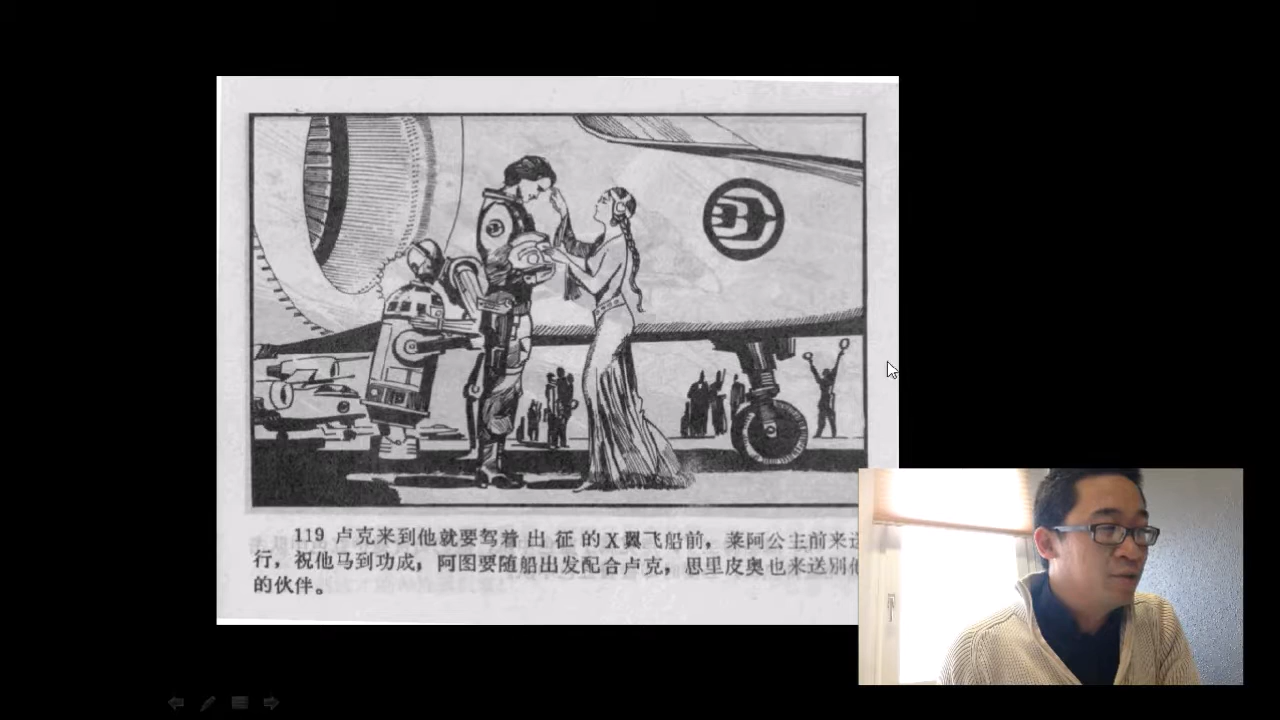 119 卢克来到他就要驾着出征的X翼飞船前，莱阿公主前来送
行，祝他马到功成，阿图要随船出发配合卢克，思里皮奥也来送别他
的伙伴。